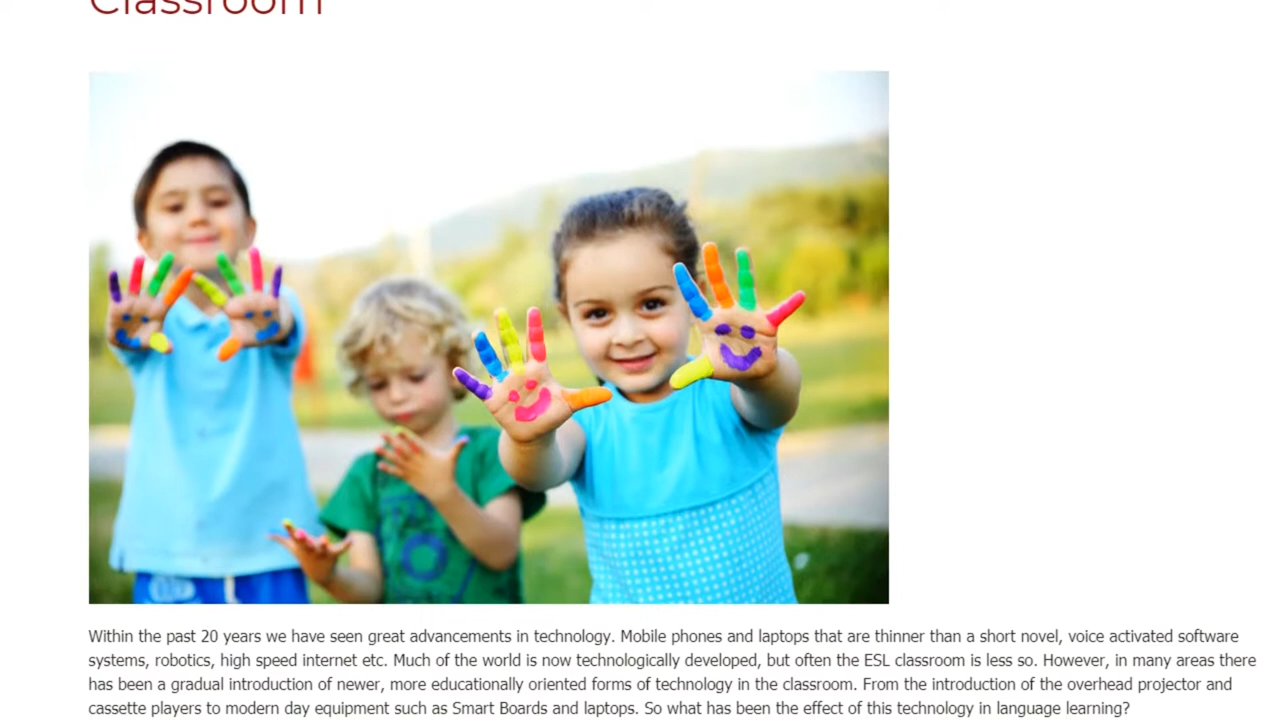 Classroom
Within the past 20 years we have seen great advancements in technology. Mobile phones and laptops that are thinner than a short novel, voice activated software
systems, robotics, high speed internet etc. Much of the world is now technologically developed, but often the ESL classroom is less so. However, in many areas there
has been a gradual introduction of newer, more educationally oriented forms of technology in the classroom. From the introduction of the overhead projector and
cassette players to modern day equipment such as Smart Boards and laptops. So what has been the effect of this technology in language learning?